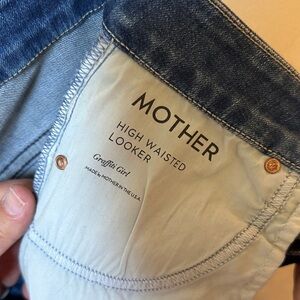 MOTHER
HIGH WAISTED
LOOKER
Graffiti Girl
MADE BY MOTHER IN THE U.S.A.